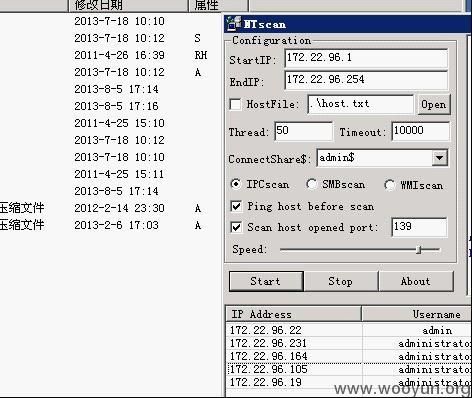 修改日期 属性
2013-7-18 10:10
2013-7-18 10:12 S
2011-4-26 16:39 RH
2013-7-18 10:12 A
2013-8-5 17:14
2013-8-5 17:16
2011-4-25 15:10
2013-7-18 10:12
2013-7-18 10:10
2011-4-25 15:11
2013-8-5 17:14
压缩文件 2012-2-14 23:30 A
压缩文件 2013-2-6 17:03 A
NTscan
Configuration
StartIP: 172.22.96.1
EndIP: 172.22.96.254
HostFile: .\host.txt Open
Thread: 50 Timeout: 10000
ConnectShare$: admin$
IPCscan SMBscan WMIscan
Ping host before scan
Scan host opened port: 139
Speed:
Start Stop About
IP Address Username
172.22.96.22 admin
172.22.96.231 administrato
172.22.96.164 administrato
172.22.96.105 administrato
172.22.96.19 administrato
www.wooyun.org